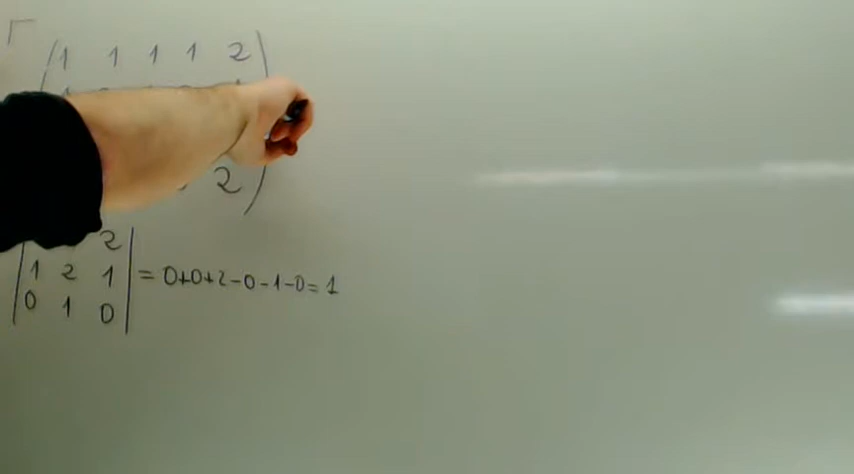 1 1 1 1 2
2
2
1 2 1 = 0+0+2-0-1-0= 1
0 1 0